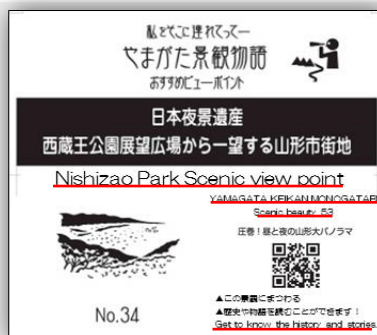 私をそこに連れてって―
やまがた景観物語
おすすめビューポイント
日本夜景遺産
西蔵王公園展望広場から一望する山形市街地
Nishizao Park Scenic view point
YAMAGATA KEIKAN MONOGATARI
Scenic beauty 53
圧巻！昼と夜の山形大パノラマ
▲この景観にまつわる
▲歴史や物語を読むことができます！
Get to know the history and stories.
No.34